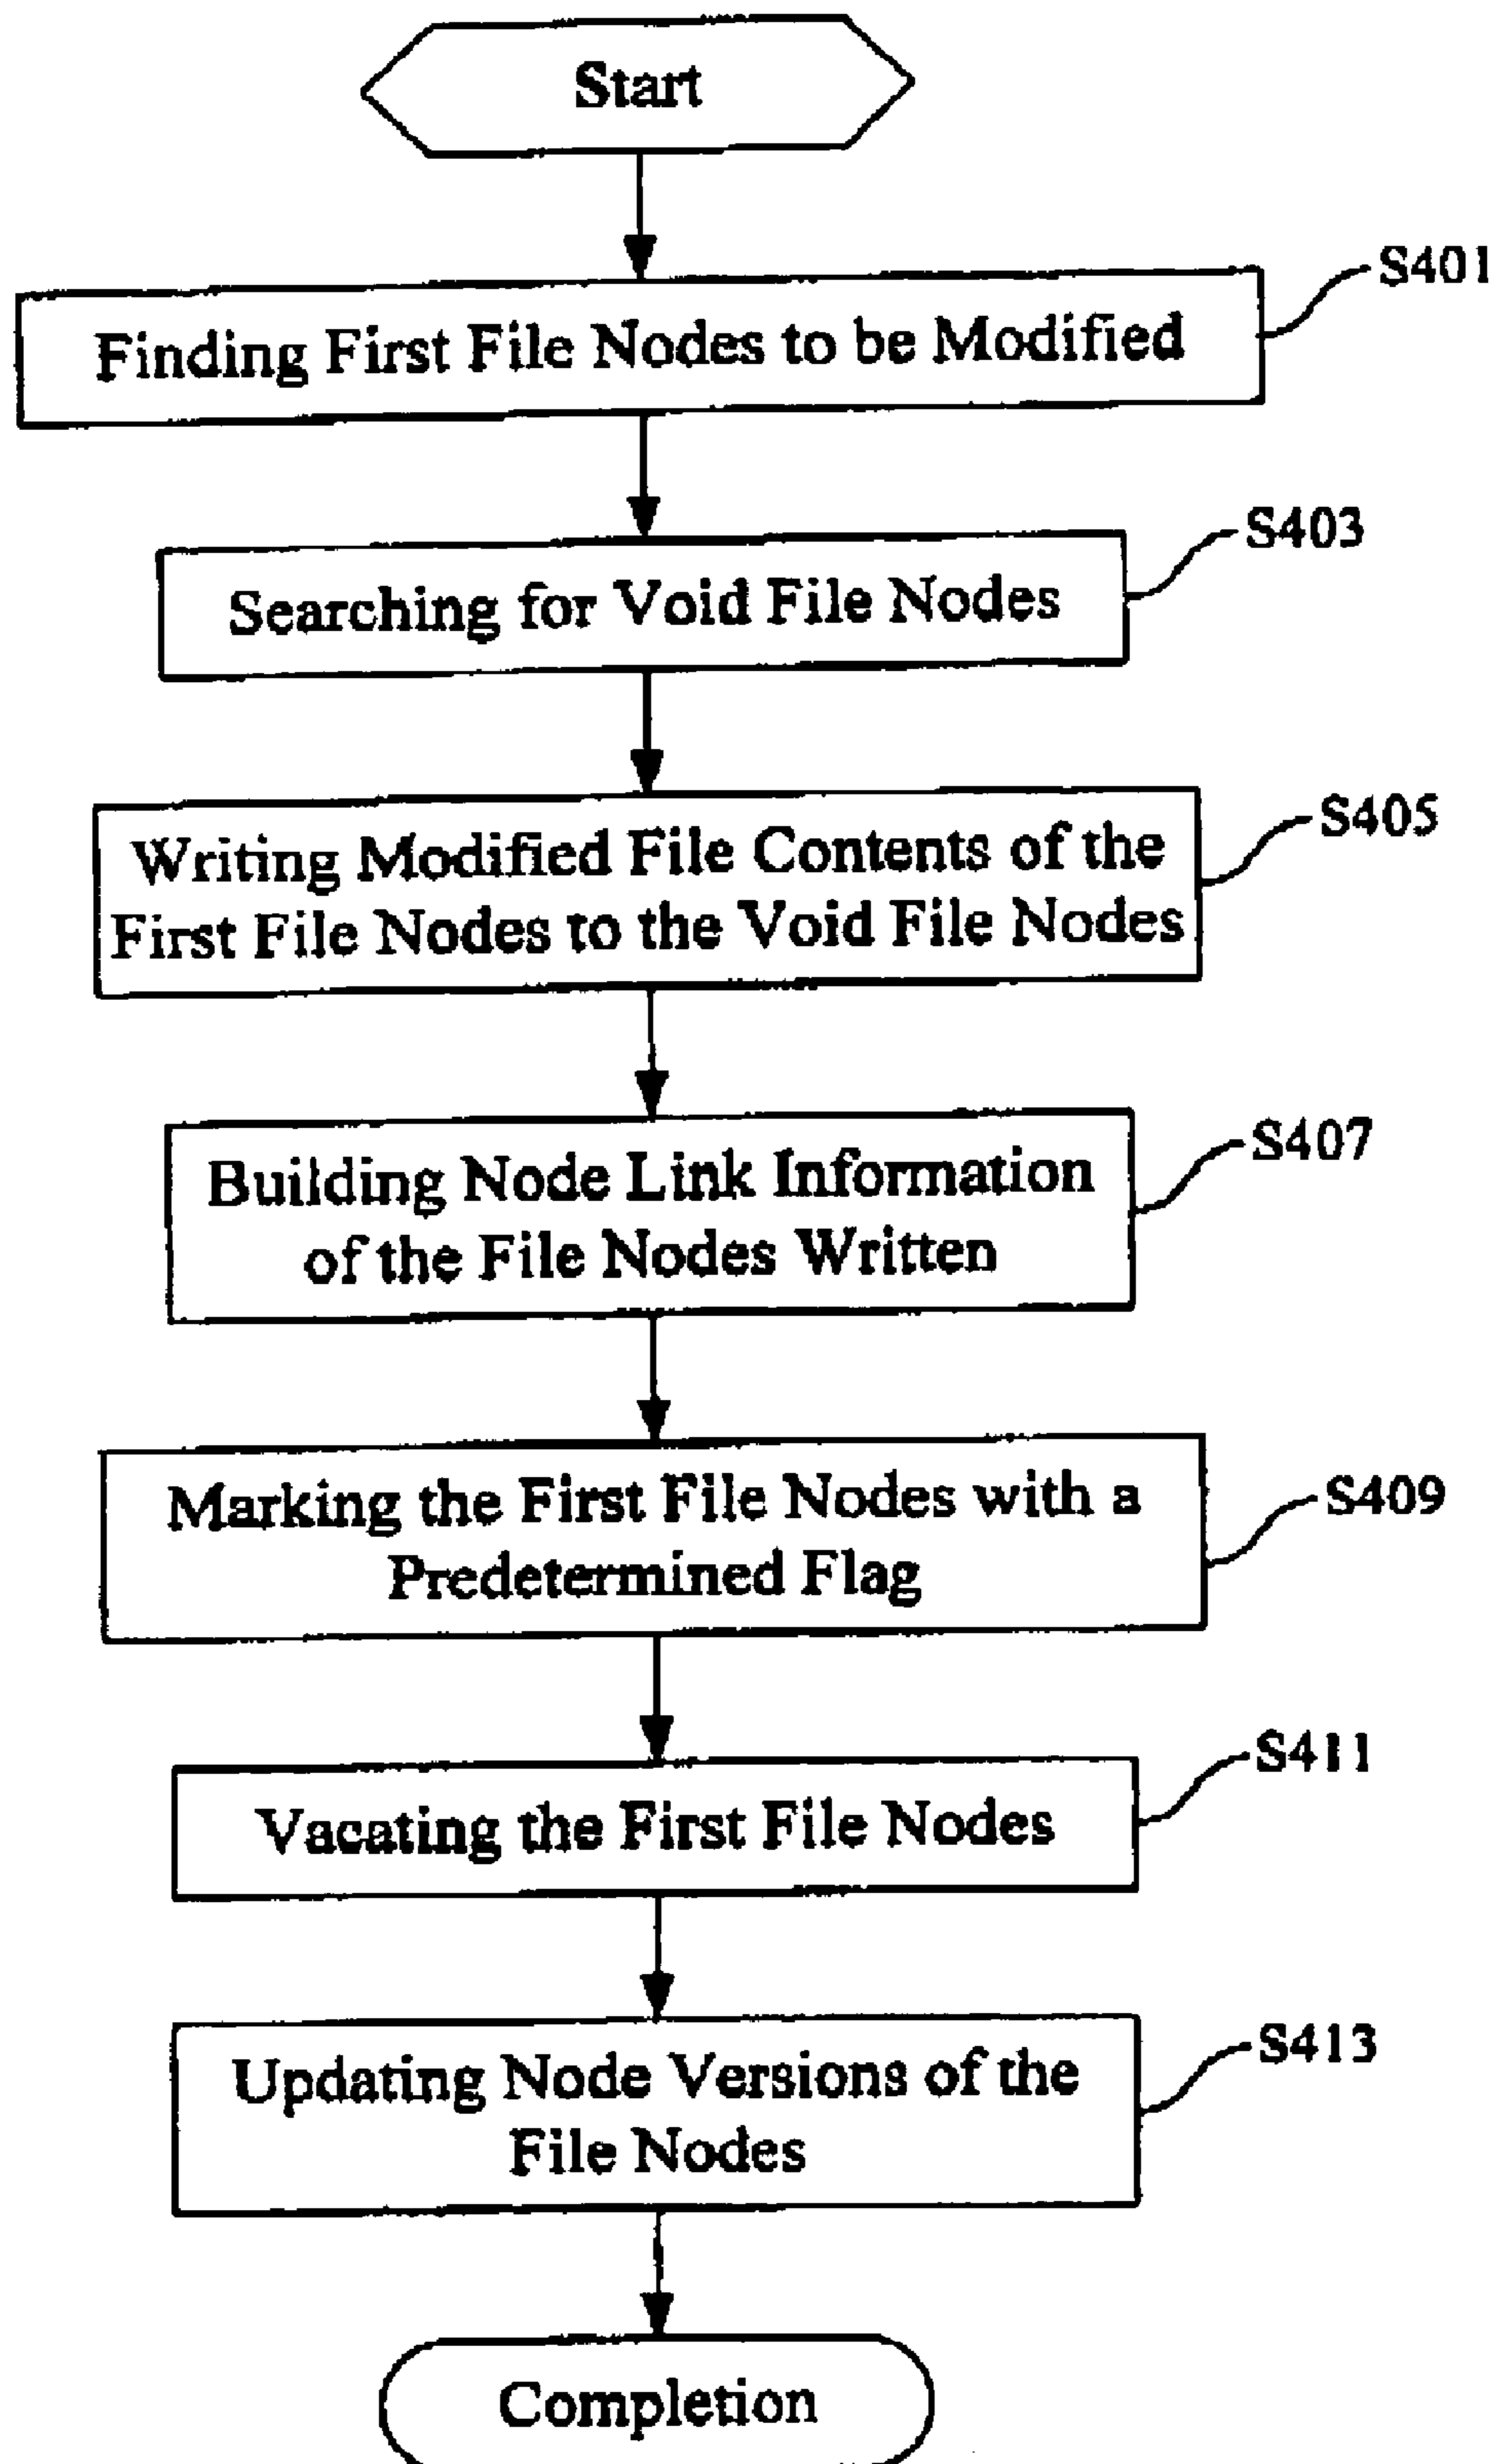 Start
S401
Finding First File Nodes to be Modified
S403
Searching for Void File Nodes
S405
Writing Modified File Contents of the
First File Nodes to the Void File Nodes
S407
Building Node Link Information
of the File Nodes Written
S409
Marking the First File Nodes with a
Predetermined Flag
S411
Vacating the First File Nodes
S413
Updating Node Versions of the
File Nodes
Completion